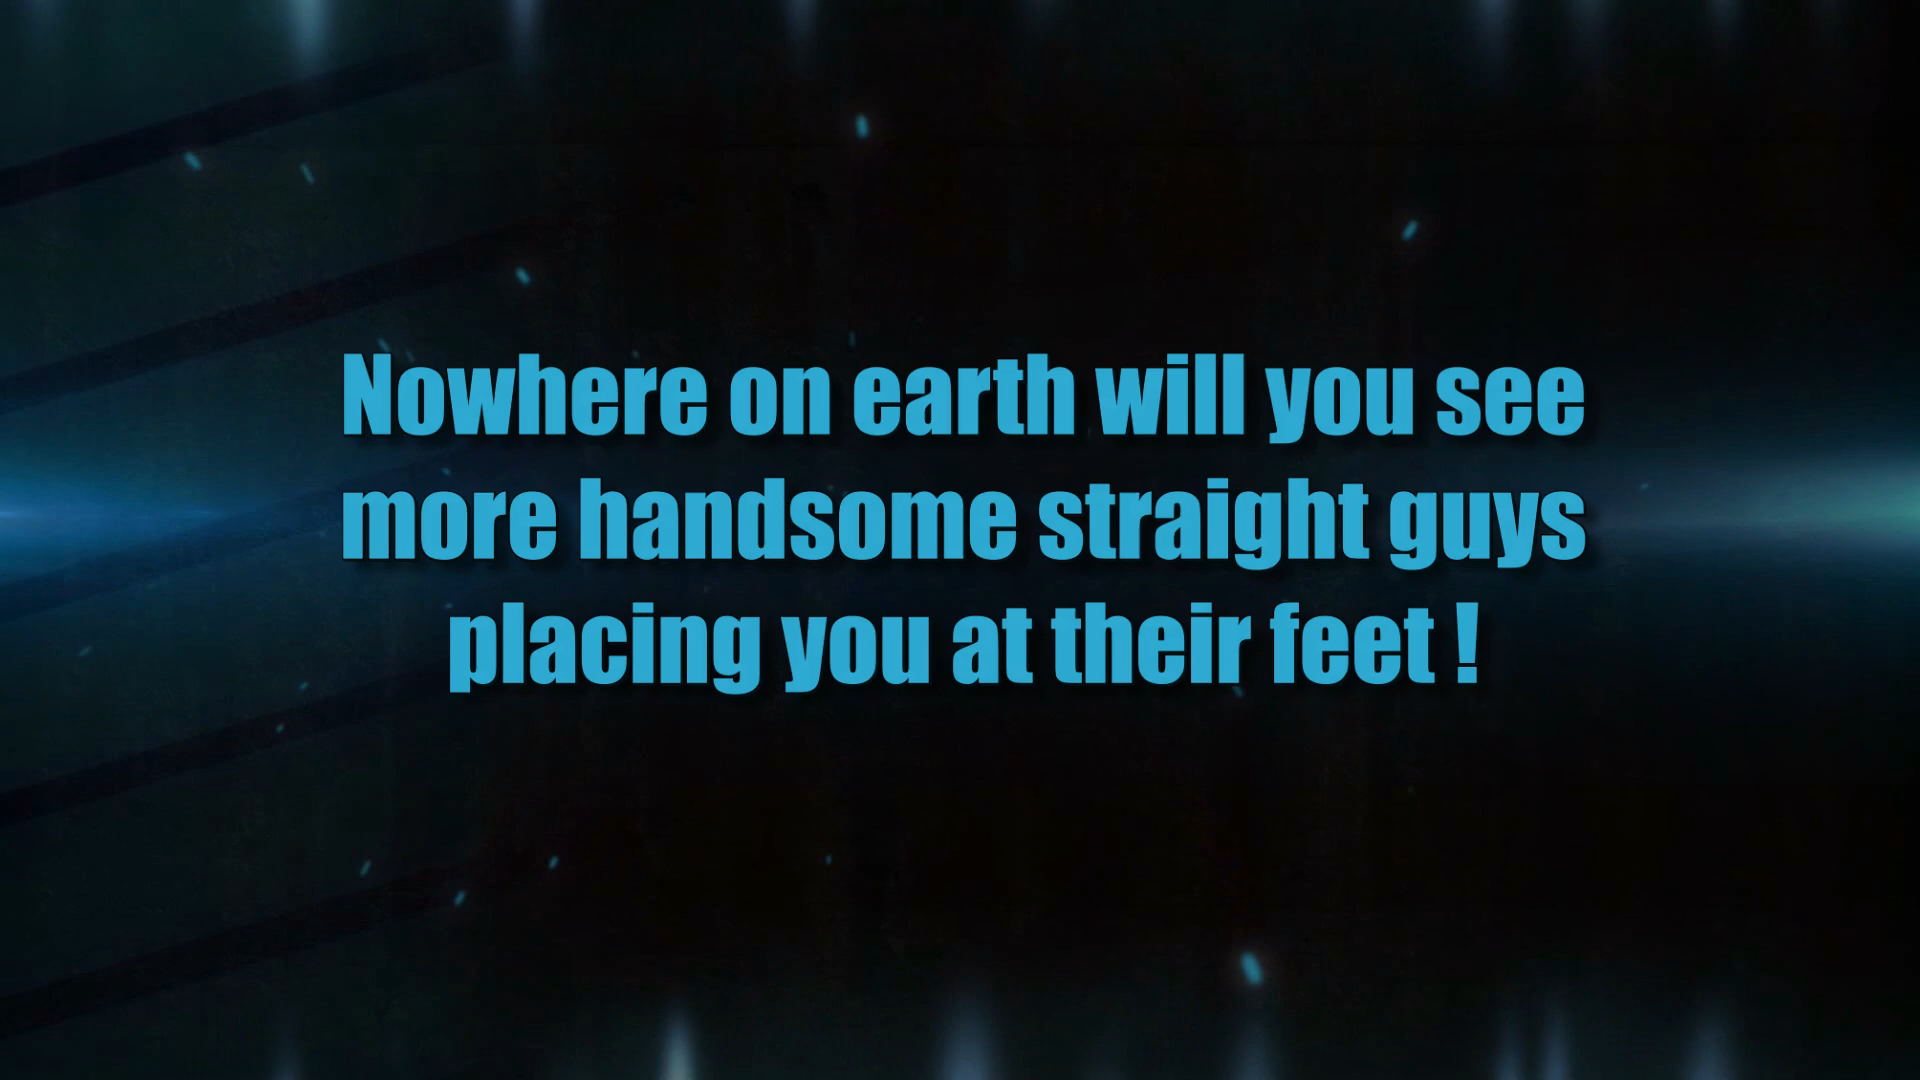 Nowhere on earth will you see
more handsome straight guys
placing you at their feet !